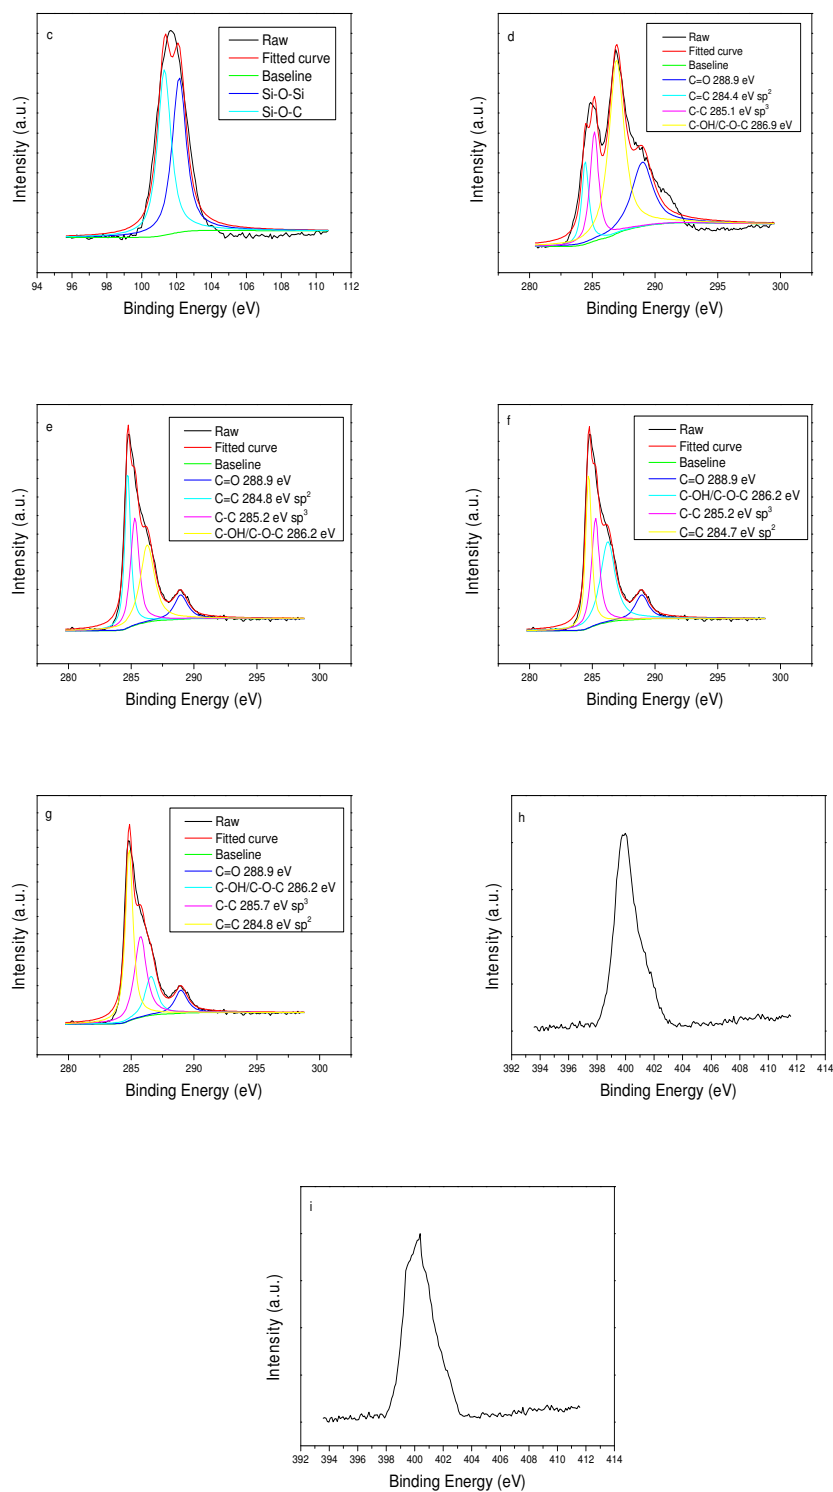 c
Raw
Fitted curve
Baseline
Si-O-Si
Si-O-C
Intensity (a.u.)
94 96 98 100 102 104 106 108 110 112
Binding Energy (eV)
d
Raw
Fitted curve
Baseline
C=O 288.9 eV
C=C 284.4 eV sp²
C-C 285.1 eV sp³
C-OH/C-O-C 286.9 eV
Intensity (a.u.)
280 285 290 295 300
Binding Energy (eV)
e
Raw
Fitted curve
Baseline
C=O 288.9 eV
C=C 284.8 eV sp²
C-C 285.2 eV sp³
C-OH/C-O-C 286.2 eV
Intensity (a.u.)
280 285 290 295 300
Binding Energy (eV)
f
Raw
Fitted curve
Baseline
C=O 288.9 eV
C-OH/C-O-C 286.2 eV
C-C 285.2 eV sp³
C=C 284.7 eV sp²
Intensity (a.u.)
280 285 290 295 300
Binding Energy (eV)
g
Raw
Fitted curve
Baseline
C=O 288.9 eV
C-OH/C-O-C 286.2 eV
C-C 285.7 eV sp³
C=C 284.8 eV sp²
Intensity (a.u.)
280 285 290 295 300
Binding Energy (eV)
h
Intensity (a.u.)
392 394 396 398 400 402 404 406 408 410 412 414
Binding Energy (eV)
i
Intensity (a.u.)
392 394 396 398 400 402 404 406 408 410 412 414
Binding Energy (eV)